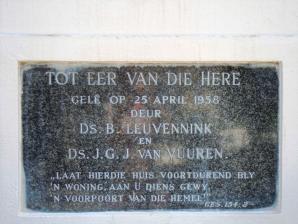 TOT EER VAN DIE HERE
GELÊ OP 25 APRIL 1958
DEUR
DS. B. LEUVENNINK
EN
DS. J.G.J. VAN VUUREN.
„LAAT HIERDIE HUIS VOORTDUREND BLY
'N WONING, AAN U DIENS GEWY,
'N VOORPOORT VAN DIE HEMEL"
GES. 154:3